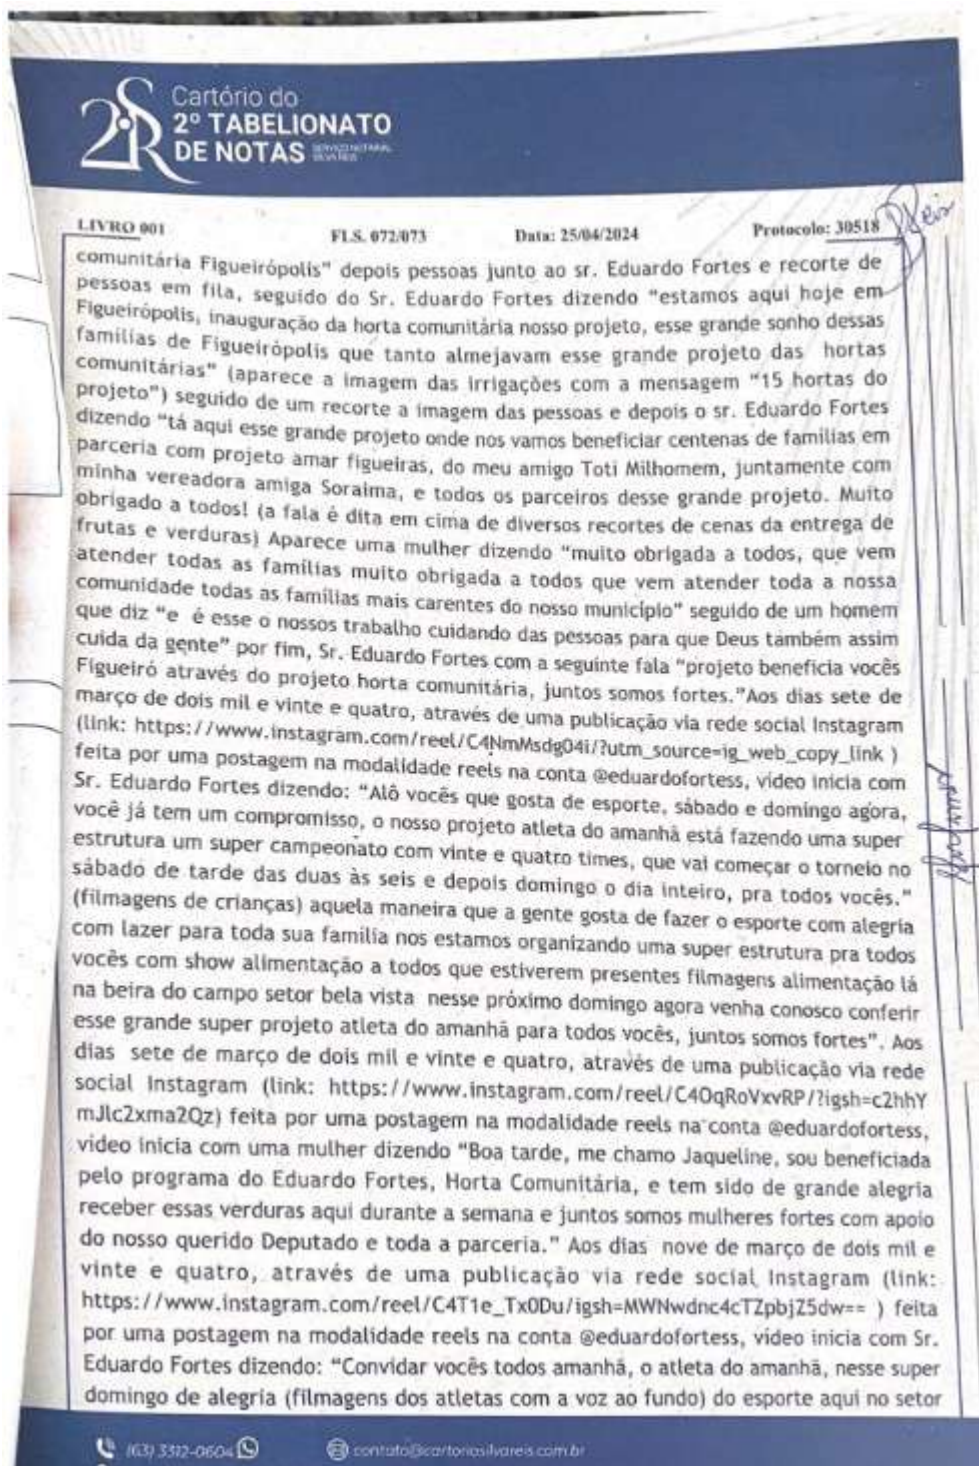 Cartório do
2º TABELIONATO
DE NOTAS
LIVRO 001
FLS. 072/073
Data: 25/04/2024
Protocolo: 30518
comunitária Figueirópolis” depois pessoas junto ao sr. Eduardo Fortes e recorte de
pessoas em fila, seguido do Sr. Eduardo Fortes dizendo “estamos aqui hoje em
Figueirópolis, inauguração da horta comunitária nosso projeto, esse grande sonho dessas
famílias de Figueirópolis que tanto almejavam esse grande projeto das hortas
comunitárias” (aparece a imagem das irrigações com a mensagem “15 hortas do
projeto”) seguido de um recorte a imagem das pessoas e depois o sr. Eduardo Fortes
dizendo “tá aqui esse grande projeto onde nos vamos beneficiar centenas de famílias em
parceria com projeto amar figueiras, do meu amigo Toti Milhomem, juntamente com
minha vereadora amiga Soraima, e todos os parceiros desse grande projeto. Muito
obrigado a todos! (a fala é dita em cima de diversos recortes de cenas da entrega de
frutas e verduras) Aparece uma mulher dizendo “muito obrigada a todos, que vem
atender todas as famílias muito obrigada a todos que vem atender toda a nossa
comunidade todas as famílias mais carentes do nosso município” seguido de um homem
que diz “e é esse o nossos trabalho cuidando das pessoas para que Deus também assim
cuida da gente” por fim, Sr. Eduardo Fortes com a seguinte fala “projeto beneficia vocês
Figueiró através do projeto horta comunitária, juntos somos fortes.”Aos dias sete de
março de dois mil e vinte e quatro, através de uma publicação via rede social Instagram
(link: https://www.instagram.com/reel/C4NmMsdg04i/?utm_source=ig_web_copy_link )
feita por uma postagem na modalidade reels na conta @eduardofortess, vídeo inicia com
Sr. Eduardo Fortes dizendo: “Alô vocês que gosta de esporte, sábado e domingo agora,
você já tem um compromisso, o nosso projeto atleta do amanhã está fazendo uma super
estrutura um super campeonato com vinte e quatro times, que vai começar o torneio no
sábado de tarde das duas às seis e depois domingo o dia inteiro, pra todos vocês.”
(filmagens de crianças) aquela maneira que a gente gosta de fazer o esporte com alegria
com lazer para toda sua família nos estamos organizando uma super estrutura pra todos
vocês com show alimentação a todos que estiverem presentes filmagens alimentação lá
na beira do campo setor bela vista nesse próximo domingo agora venha conosco conferir
esse grande super projeto atleta do amanhã para todos vocês, juntos somos fortes”. Aos
dias sete de março de dois mil e vinte e quatro, através de uma publicação via rede
social Instagram (link: https://www.instagram.com/reel/C4OqRoVxvRP/?igsh=c2hhY
mJlc2xma2Qz) feita por uma postagem na modalidade reels na conta @eduardofortess,
vídeo inicia com uma mulher dizendo “Boa tarde, me chamo Jaqueline, sou beneficiada
pelo programa do Eduardo Fortes, Horta Comunitária, e tem sido de grande alegria
receber essas verduras aqui durante a semana e juntos somos mulheres fortes com apoio
do nosso querido Deputado e toda a parceria.” Aos dias nove de março de dois mil e
vinte e quatro, através de uma publicação via rede social Instagram (link:
https://www.instagram.com/reel/C4T1e_Tx0Du/igsh=MWNwdnc4cTZpbjZ5dw== ) feita
por uma postagem na modalidade reels na conta @eduardofortess, vídeo inicia com Sr.
Eduardo Fortes dizendo: “Convidar vocês todos amanhã, o atleta do amanhã, nesse super
domingo de alegria (filmagens dos atletas com a voz ao fundo) do esporte aqui no setor
(63) 3312-0604
contato@cartoriosilvareis.com.br